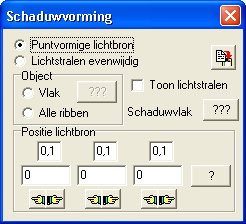 Schaduwvorming
Puntvormige lichtbron
Lichtstralen evenwijdig
Object
Vlak ???
Alle ribben
Toon lichtstralen
Schaduwvlak ???
Positie lichtbron
0,1 0,1 0,1
0 0 0 ?